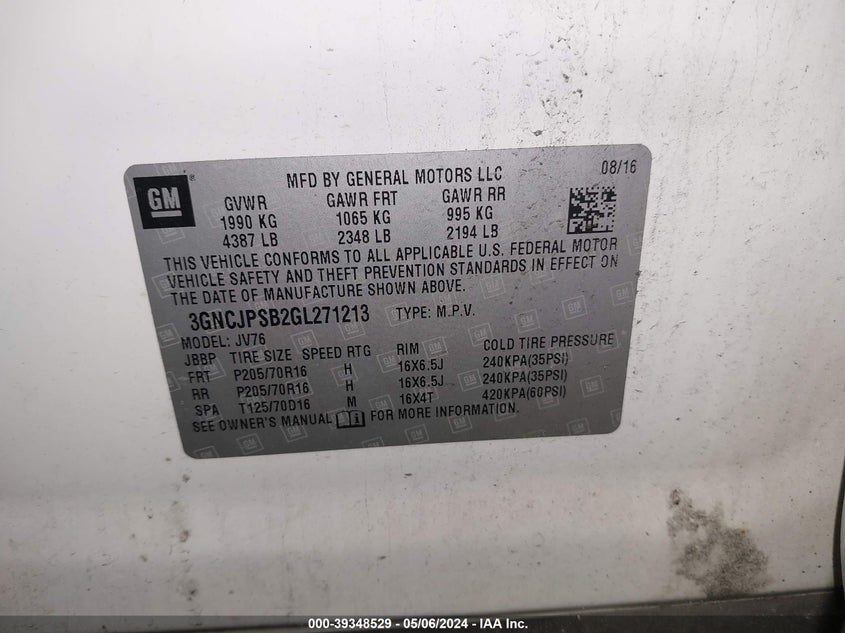 GM ®
MFD BY GENERAL MOTORS LLC 08/16
GVWR GAWR FRT GAWR RR
1990 KG 1065 KG 995 KG
4387 LB 2348 LB 2194 LB
THIS VEHICLE CONFORMS TO ALL APPLICABLE U.S. FEDERAL MOTOR
VEHICLE SAFETY AND THEFT PREVENTION STANDARDS IN EFFECT ON
THE DATE OF MANUFACTURE SHOWN ABOVE.
3GNCJPSB2GL271213 TYPE: M.P.V.
MODEL: JV76
JBBP TIRE SIZE SPEED RTG RIM COLD TIRE PRESSURE
FRT P205/70R16 H 16X6.5J 240KPA(35PSI)
RR P205/70R16 H 16X6.5J 240KPA(35PSI)
SPA T125/70D16 M 16X4T 420KPA(60PSI)
SEE OWNER'S MANUAL FOR MORE INFORMATION.
000-39348529 - 05/06/2024 - IAA Inc.